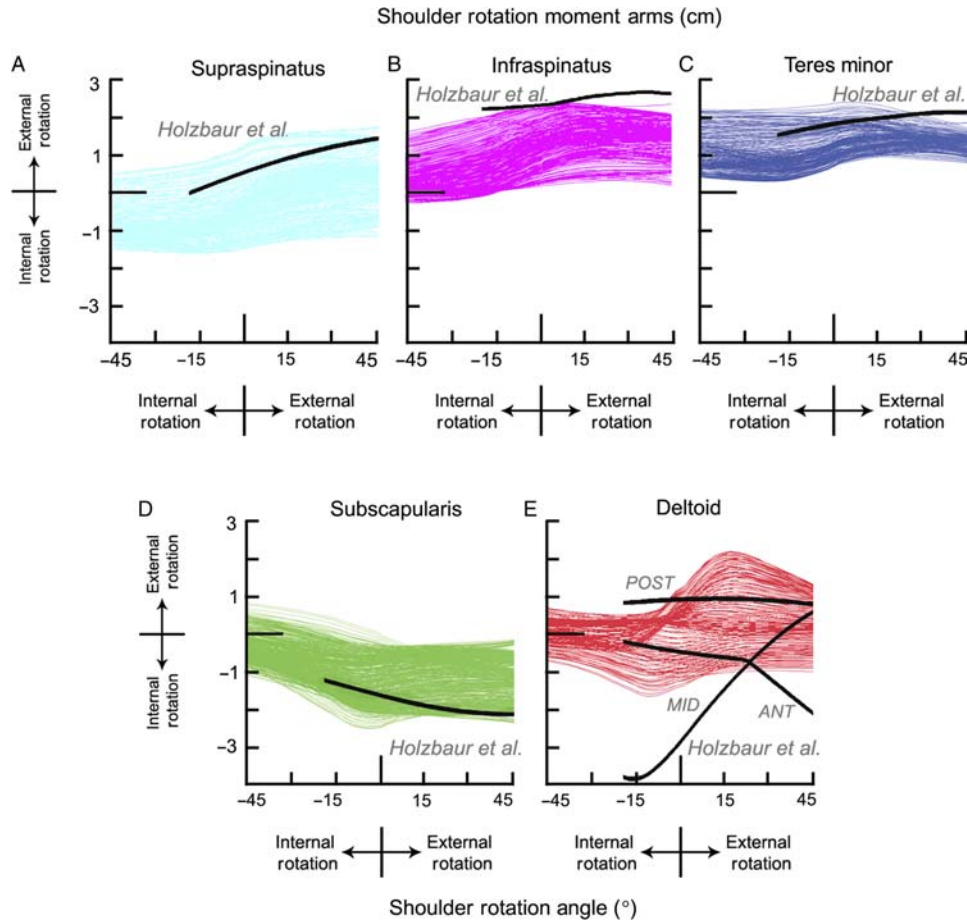 Shoulder rotation moment arms (cm)
A
Supraspinatus
B
Infraspinatus
C
Teres minor
External
rotation
Internal
rotation
3
1
-1
-3
Holzbaur et al.
Holzbaur et al.
Holzbaur et al.
-45
-15
15
45
-45
-15
15
45
-45
-15
15
45
Internal
rotation
External
rotation
Internal
rotation
External
rotation
Internal
rotation
External
rotation
D
Subscapularis
E
Deltoid
External
rotation
Internal
rotation
3
1
-1
-3
Holzbaur et al.
POST
MID
ANT
Holzbaur et al.
-45
-15
15
45
-45
-15
15
45
Internal
rotation
External
rotation
Internal
rotation
External
rotation
Shoulder rotation angle (°)